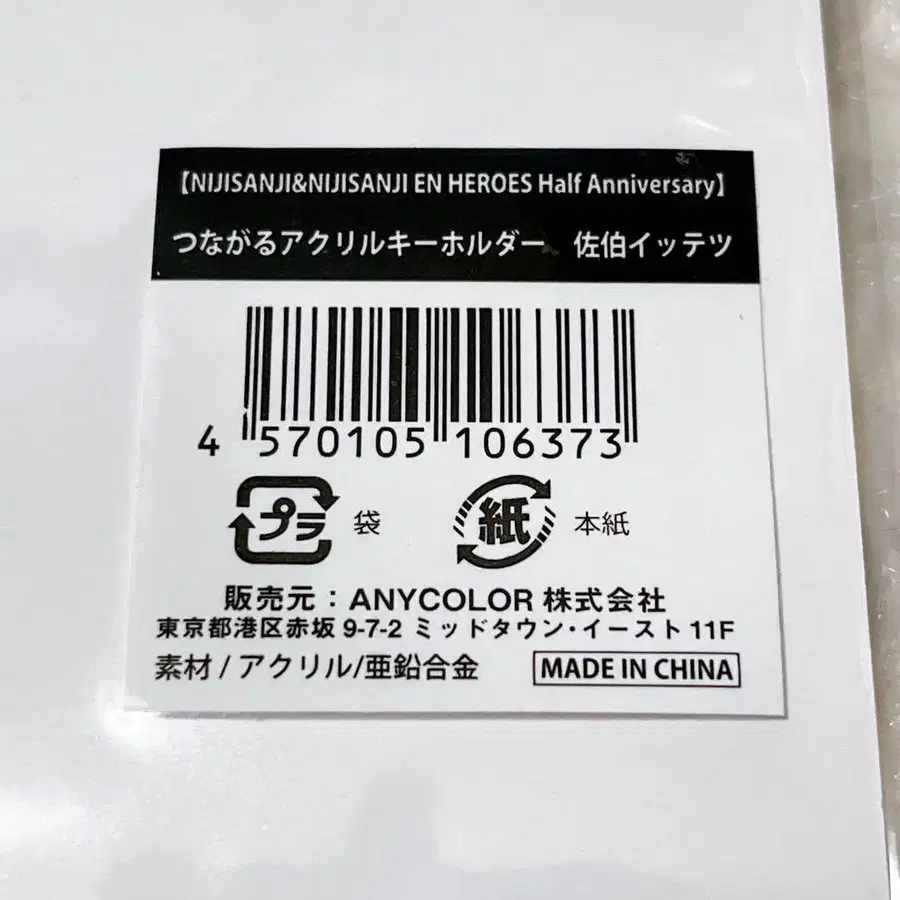 【NIJISANJI&NIJISANJI EN HEROES Half Anniversary】
つながるアクリルキーホルダー　佐伯イッテツ
4 570105 106373
プラ 袋 紙 本紙
販売元：ANYCOLOR 株式会社
東京都港区赤坂 9-7-2 ミッドタウン・イースト 11F
素材 / アクリル/亜鉛合金 MADE IN CHINA